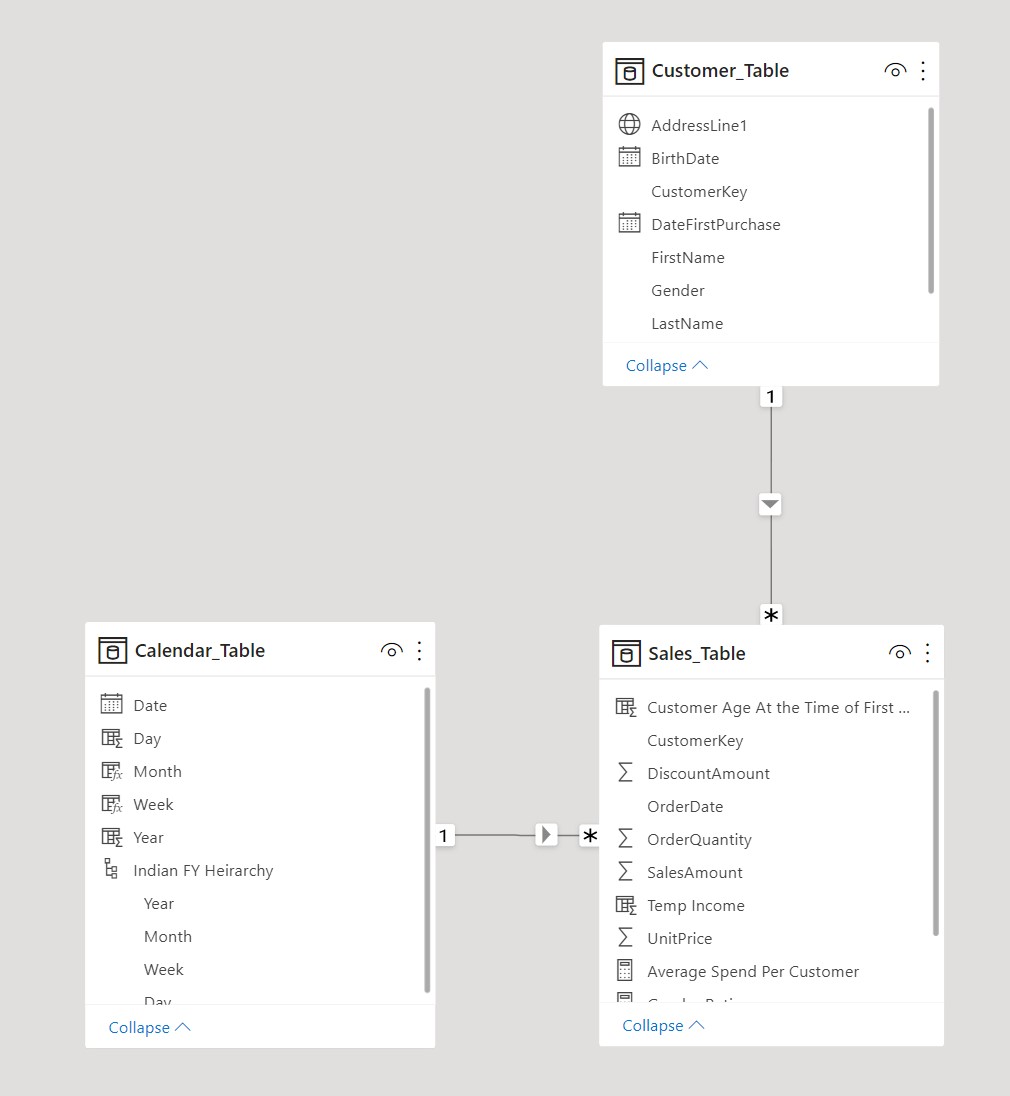 Customer_Table
AddressLine1
BirthDate
CustomerKey
DateFirstPurchase
FirstName
Gender
LastName
Collapse
1
*
Calendar_Table
Date
Day
Month
Week
Year
Indian FY Heirarchy
Year
Month
Week
Day
Collapse
1
*
Sales_Table
Customer Age At the Time of First ...
CustomerKey
DiscountAmount
OrderDate
OrderQuantity
SalesAmount
Temp Income
UnitPrice
Average Spend Per Customer
Collapse